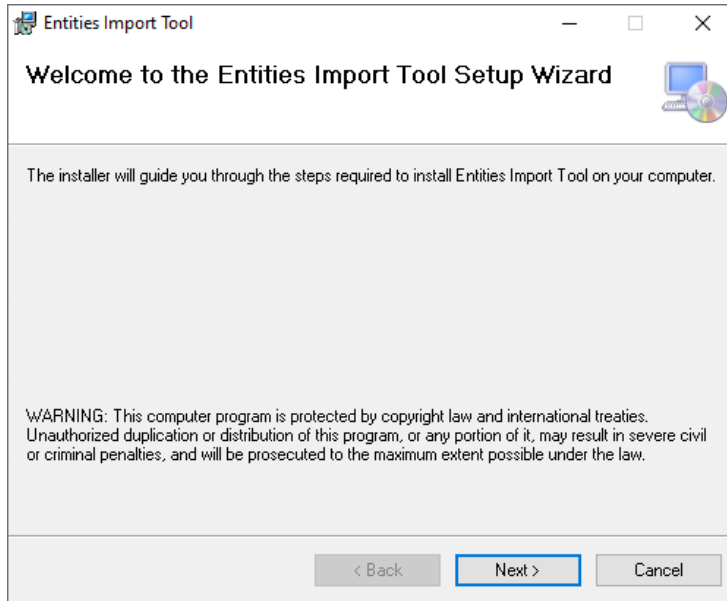 Entities Import Tool
Welcome to the Entities Import Tool Setup Wizard
The installer will guide you through the steps required to install Entities Import Tool on your computer.
WARNING: This computer program is protected by copyright law and international treaties.
Unauthorized duplication or distribution of this program, or any portion of it, may result in severe civil
or criminal penalties, and will be prosecuted to the maximum extent possible under the law.
< Back Next > Cancel